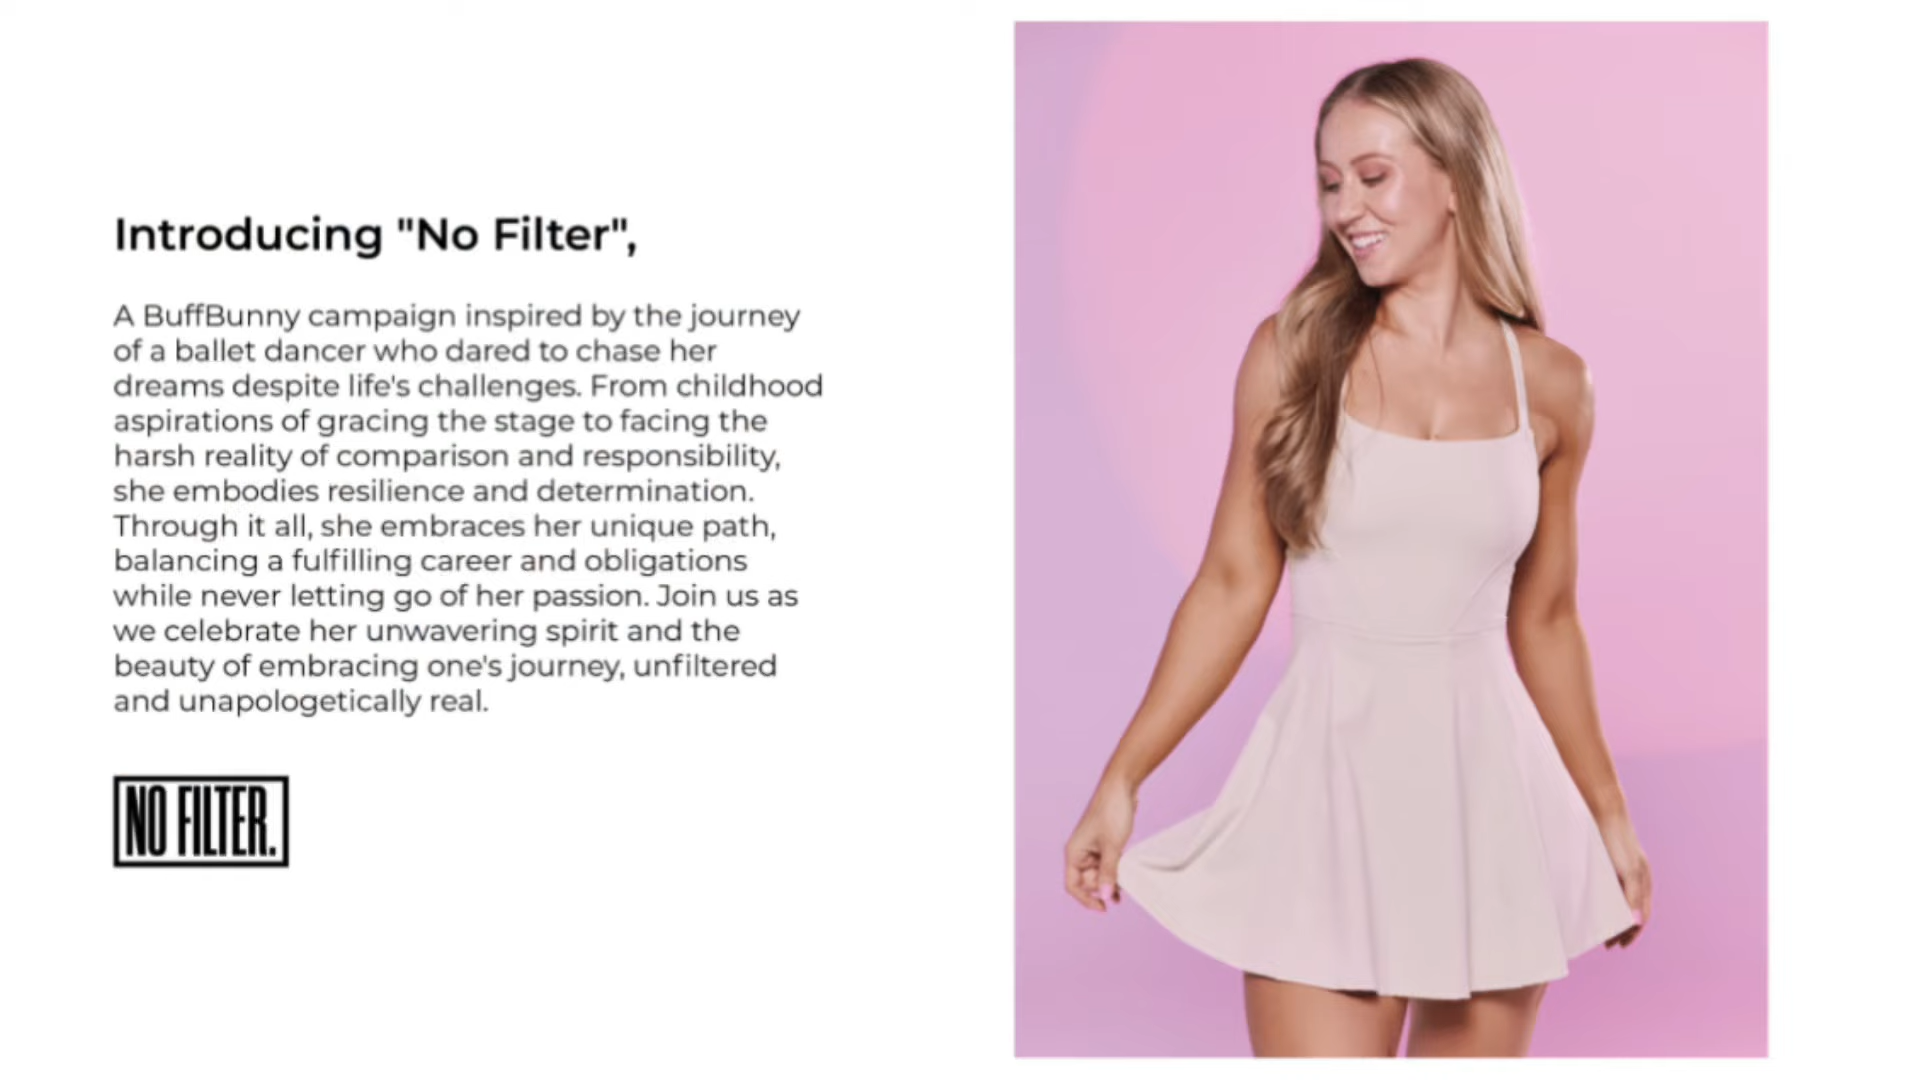 Introducing "No Filter",
A BuffBunny campaign inspired by the journey
of a ballet dancer who dared to chase her
dreams despite life's challenges. From childhood
aspirations of gracing the stage to facing the
harsh reality of comparison and responsibility,
she embodies resilience and determination.
Through it all, she embraces her unique path,
balancing a fulfilling career and obligations
while never letting go of her passion. Join us as
we celebrate her unwavering spirit and the
beauty of embracing one's journey, unfiltered
and unapologetically real.
NO FILTER.